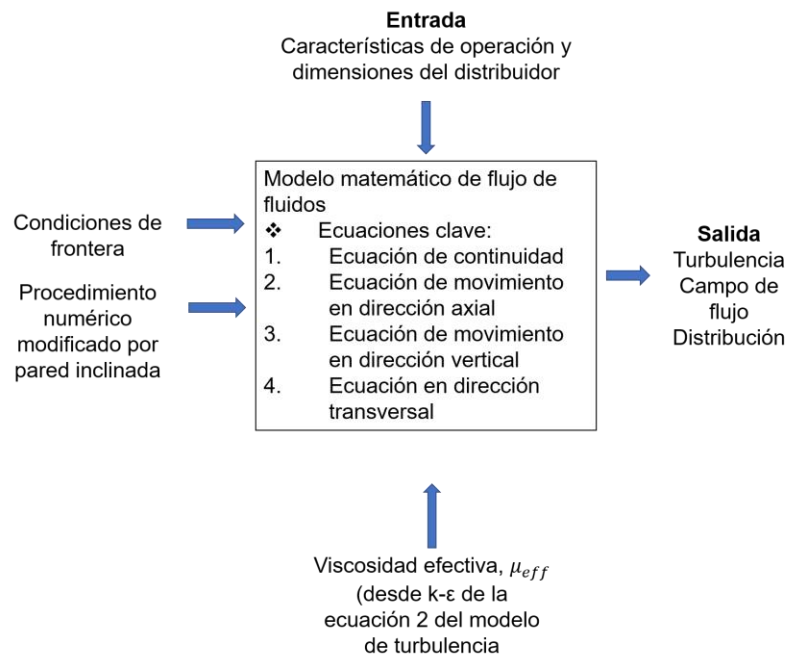 Entrada
Características de operación y
dimensiones del distribuidor
Condiciones de
frontera
Procedimiento
numérico
modificado por
pared inclinada
Modelo matemático de flujo de
fluidos
❖ Ecuaciones clave:
1. Ecuación de continuidad
2. Ecuación de movimiento
en dirección axial
3. Ecuación de movimiento
en dirección vertical
4. Ecuación en dirección
transversal
Salida
Turbulencia
Campo de
flujo
Distribución
Viscosidad efectiva, μ_eff
(desde k-ε de la
ecuación 2 del modelo
de turbulencia